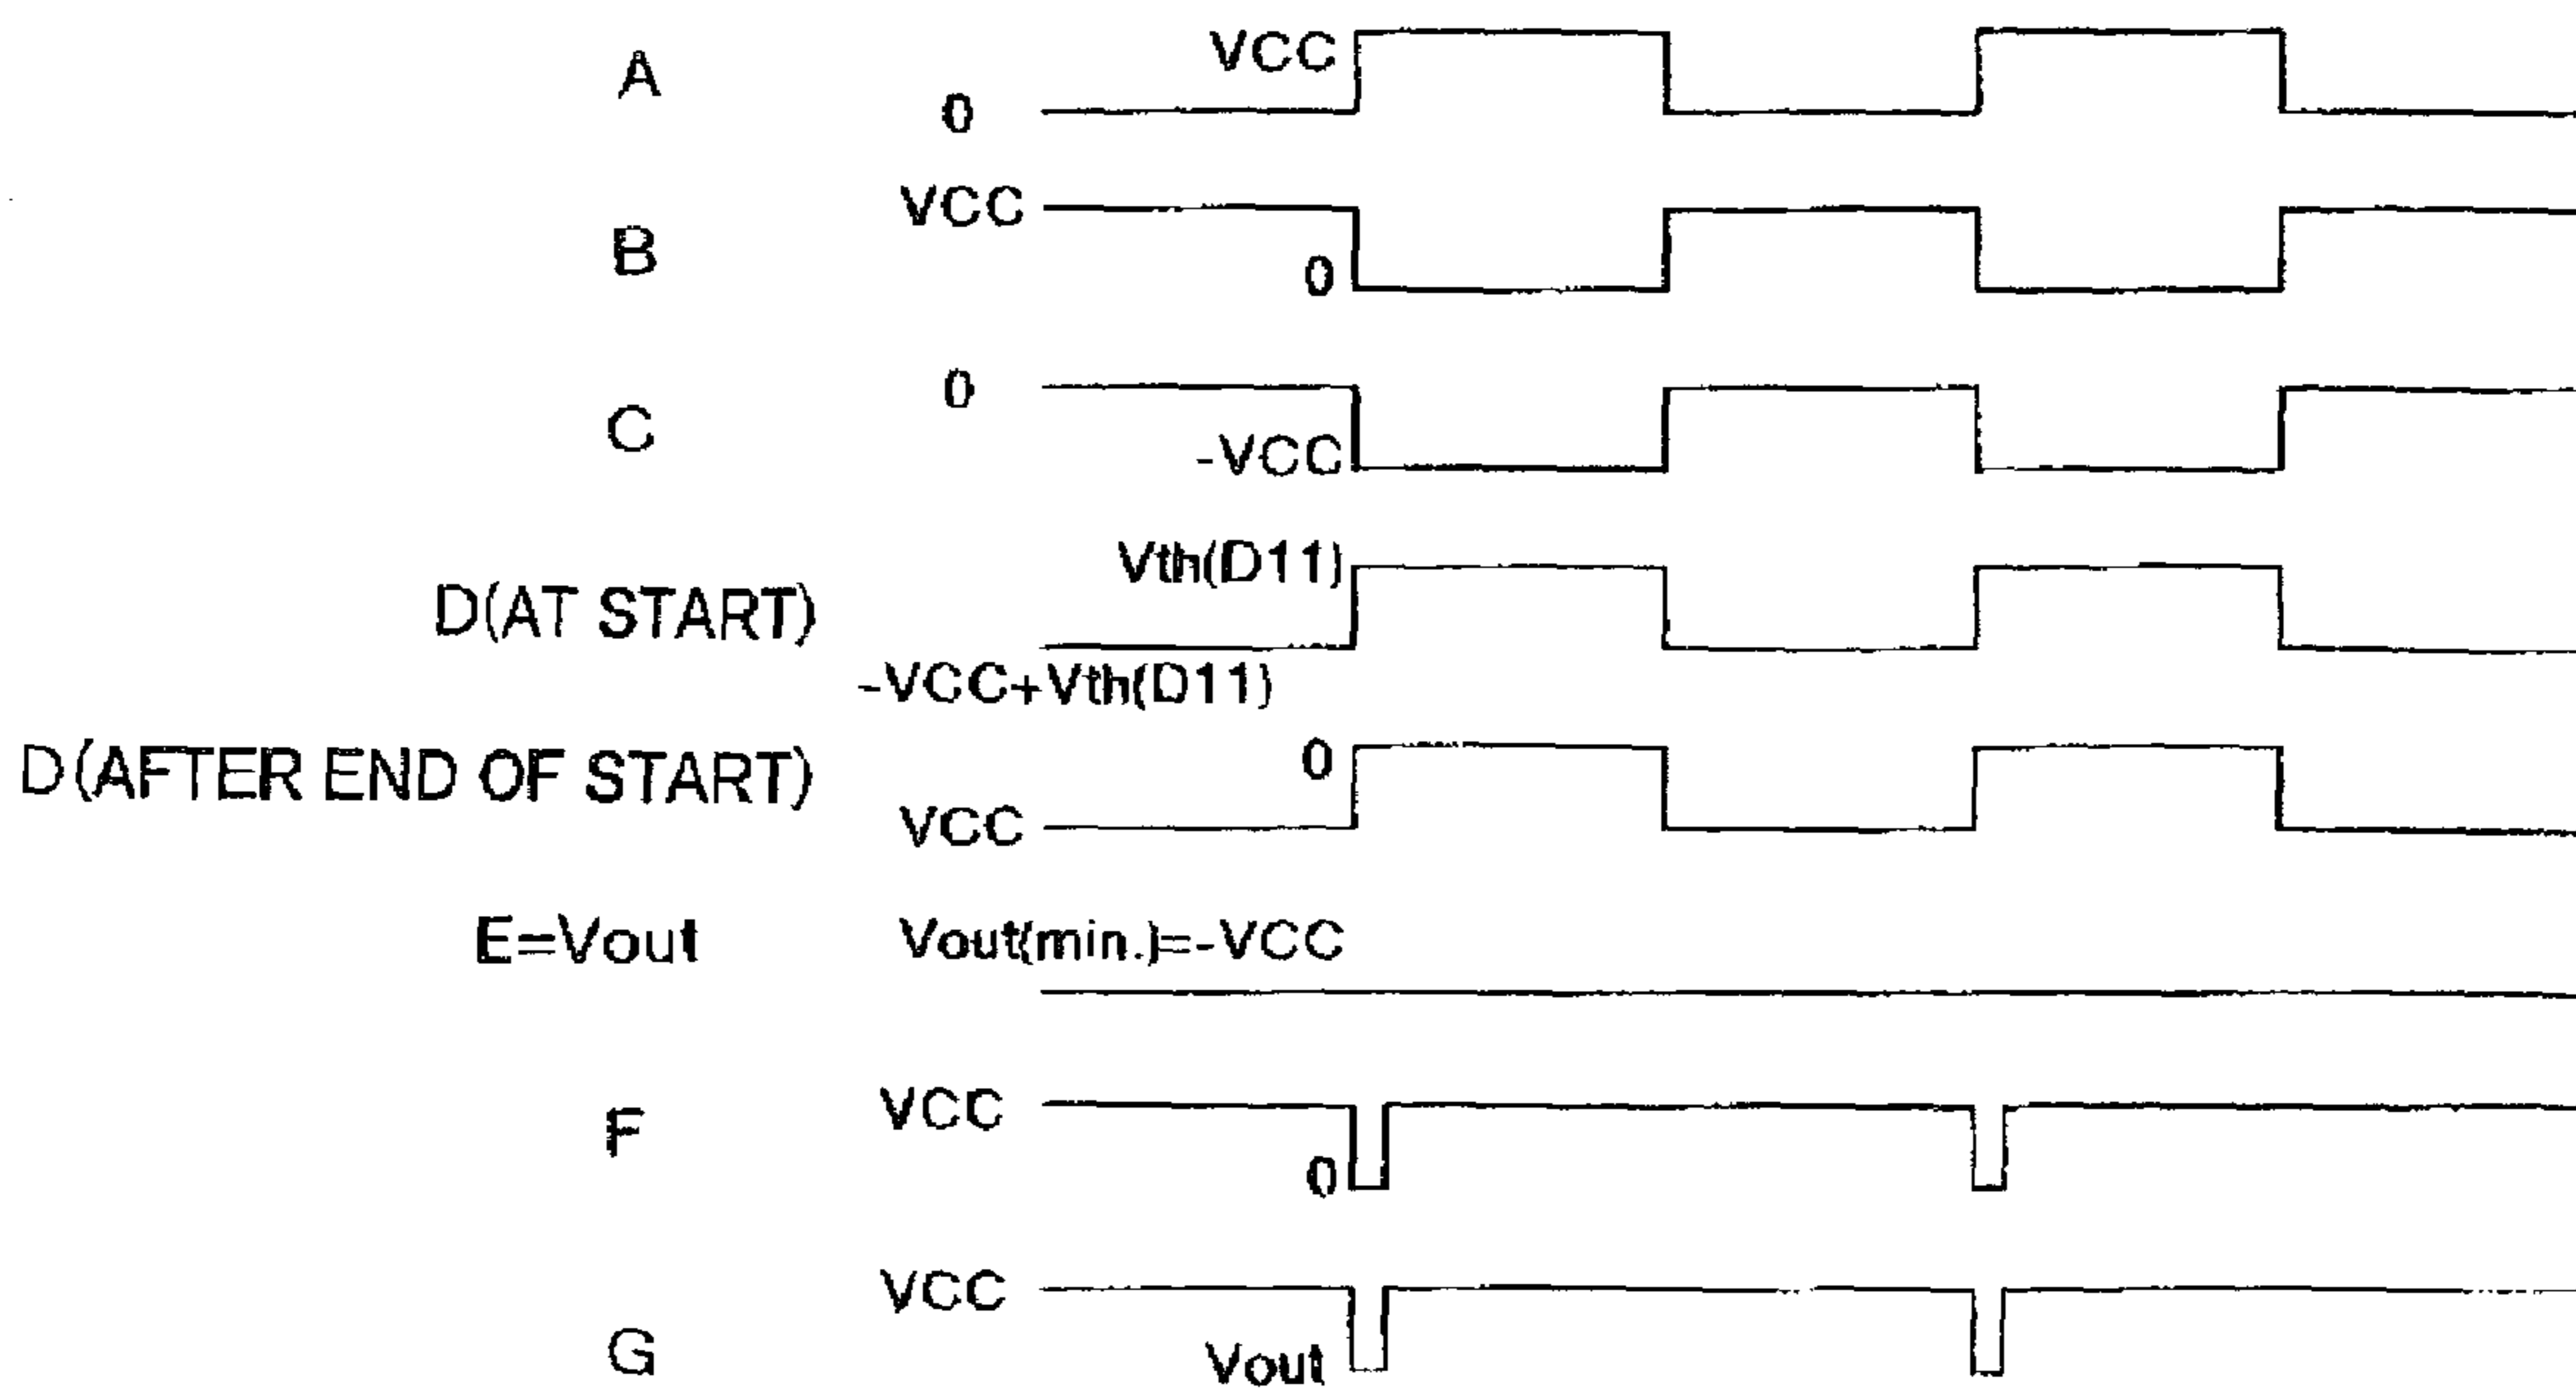 A VCC
0
VCC
B
0
0
C
-VCC
Vth(D11)
D(AT START)
-VCC+Vth(D11)
0
D(AFTER END OF START)
VCC
E=Vout Vout(min.)=-VCC
VCC
F
0
VCC
G
Vout